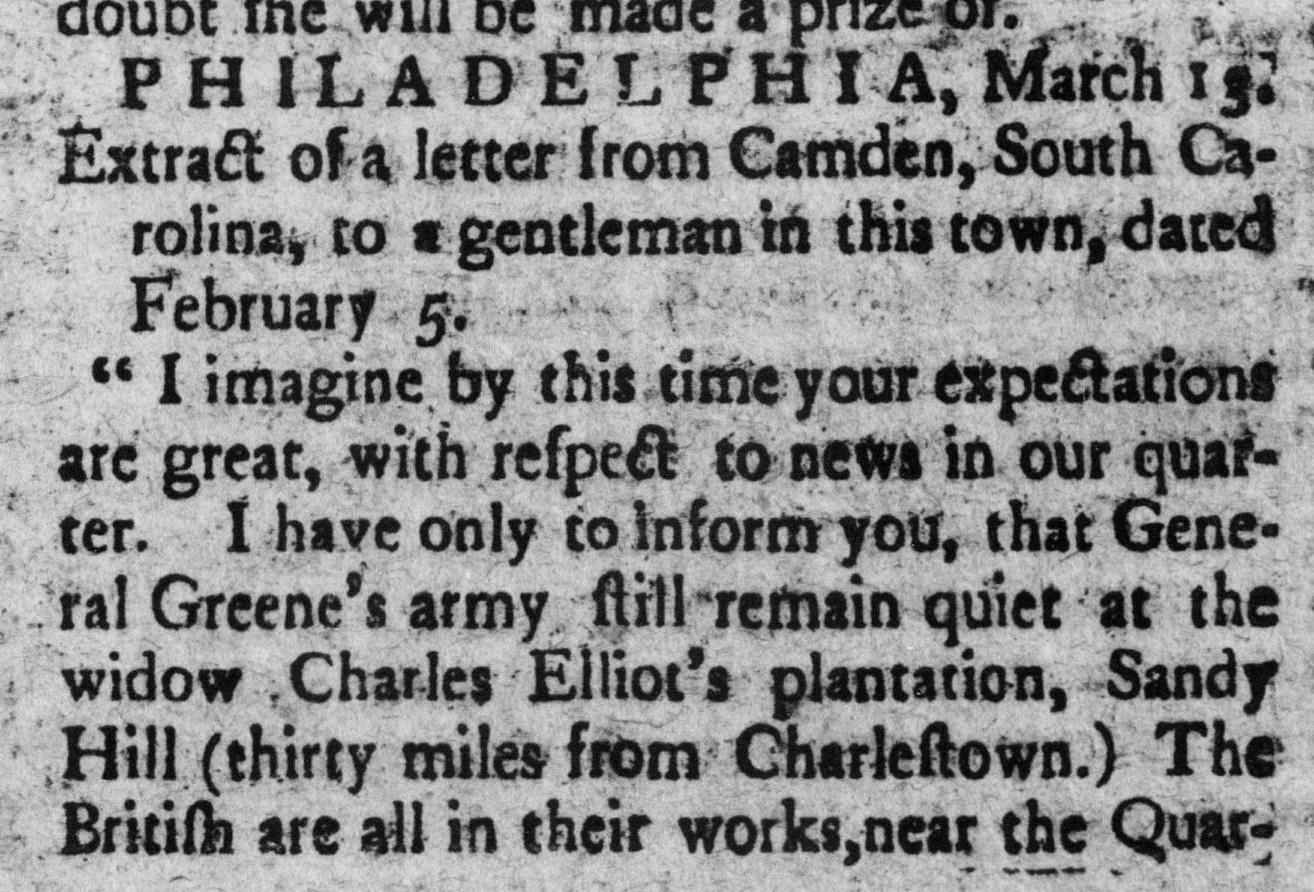 doubt ſhe will be made a prize of.
PHILADELPHIA, March 19.
Extract of a letter from Camden, South Ca-
rolina, to a gentleman in this town, dated
February 5.
“ I imagine by this time your expectations
are great, with reſpect to news in our quar-
ter. I have only to inform you, that Gene-
ral Greene's army ſtill remain quiet at the
widow Charles Elliot's plantation, Sandy
Hill (thirty miles from Charleſtown.) The
Britiſh are all in their works,near the Quar-